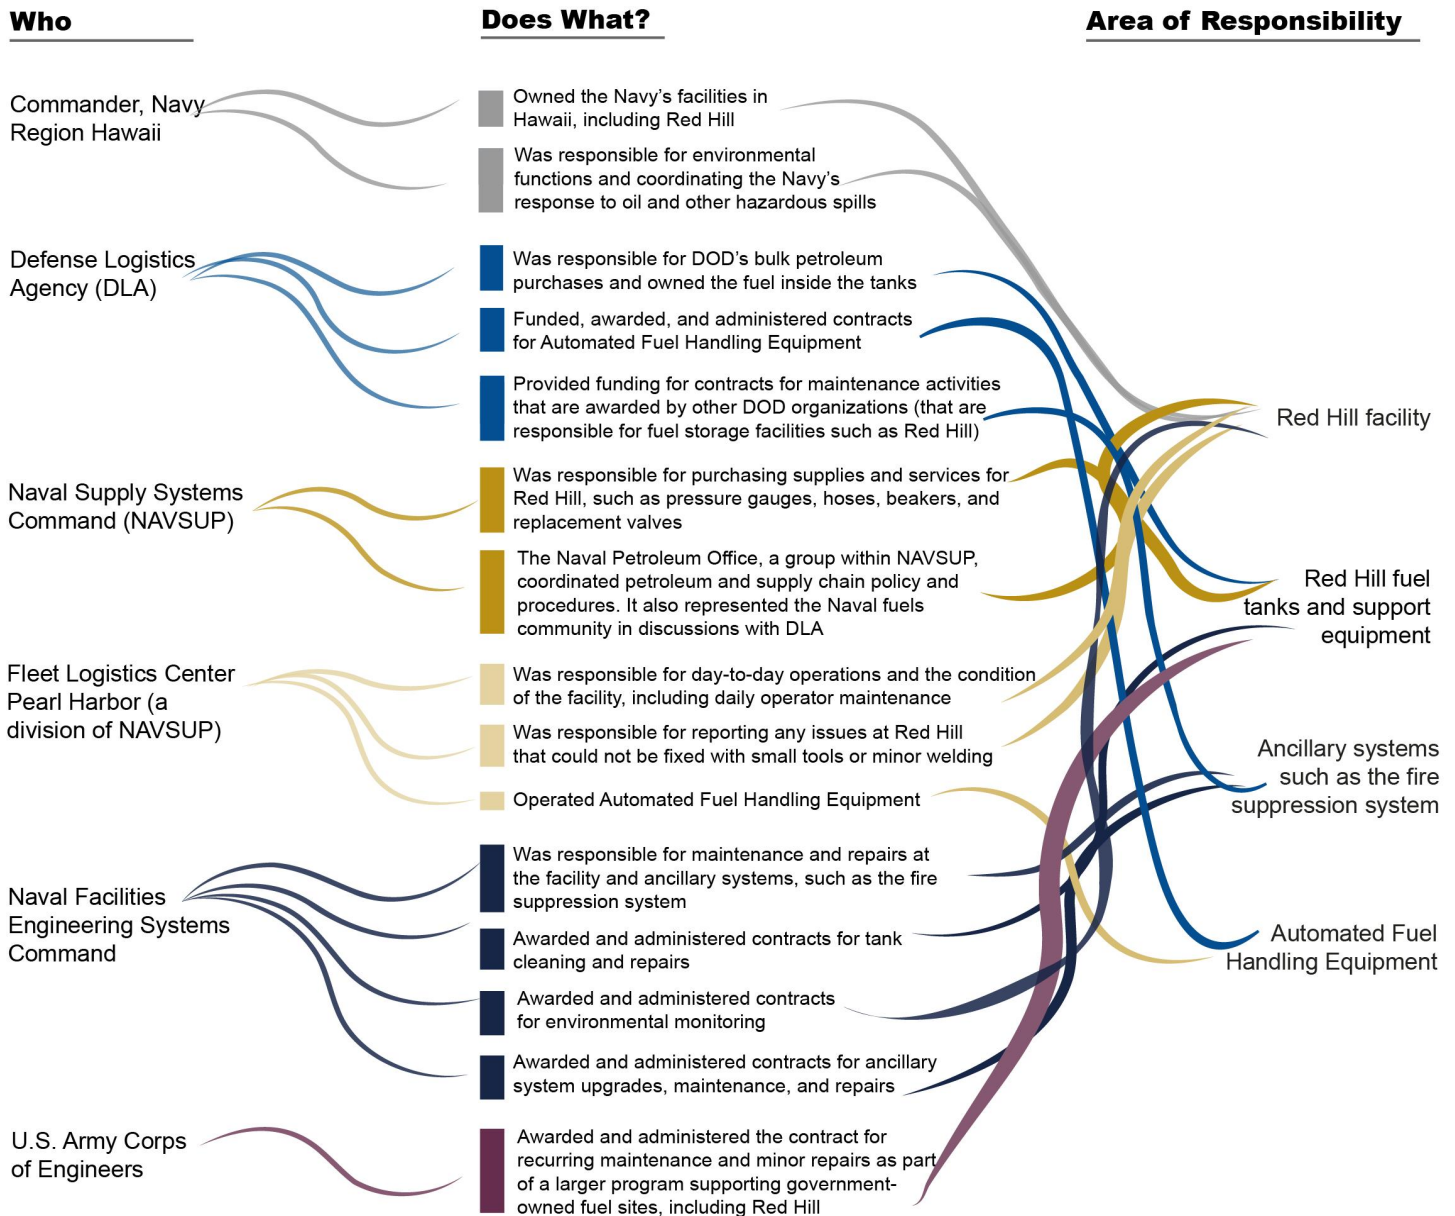 Who
Does What?
Area of Responsibility
Commander, Navy
Region Hawaii
Owned the Navy’s facilities in
Hawaii, including Red Hill
Was responsible for environmental
functions and coordinating the Navy’s
response to oil and other hazardous spills
Defense Logistics
Agency (DLA)
Was responsible for DOD’s bulk petroleum
purchases and owned the fuel inside the tanks
Funded, awarded, and administered contracts
for Automated Fuel Handling Equipment
Provided funding for contracts for maintenance activities
that are awarded by other DOD organizations (that are
responsible for fuel storage facilities such as Red Hill)
Naval Supply Systems
Command (NAVSUP)
Was responsible for purchasing supplies and services for
Red Hill, such as pressure gauges, hoses, beakers, and
replacement valves
The Naval Petroleum Office, a group within NAVSUP,
coordinated petroleum and supply chain policy and
procedures. It also represented the Naval fuels
community in discussions with DLA
Fleet Logistics Center
Pearl Harbor (a
division of NAVSUP)
Was responsible for day-to-day operations and the condition
of the facility, including daily operator maintenance
Was responsible for reporting any issues at Red Hill
that could not be fixed with small tools or minor welding
Operated Automated Fuel Handling Equipment
Naval Facilities
Engineering Systems
Command
Was responsible for maintenance and repairs at
the facility and ancillary systems, such as the fire
suppression system
Awarded and administered contracts for tank
cleaning and repairs
Awarded and administered contracts
for environmental monitoring
Awarded and administered contracts for ancillary
system upgrades, maintenance, and repairs
U.S. Army Corps
of Engineers
Awarded and administered the contract for
recurring maintenance and minor repairs as part
of a larger program supporting government-
owned fuel sites, including Red Hill
Red Hill facility
Red Hill fuel
tanks and support
equipment
Ancillary systems
such as the fire
suppression system
Automated Fuel
Handling Equipment